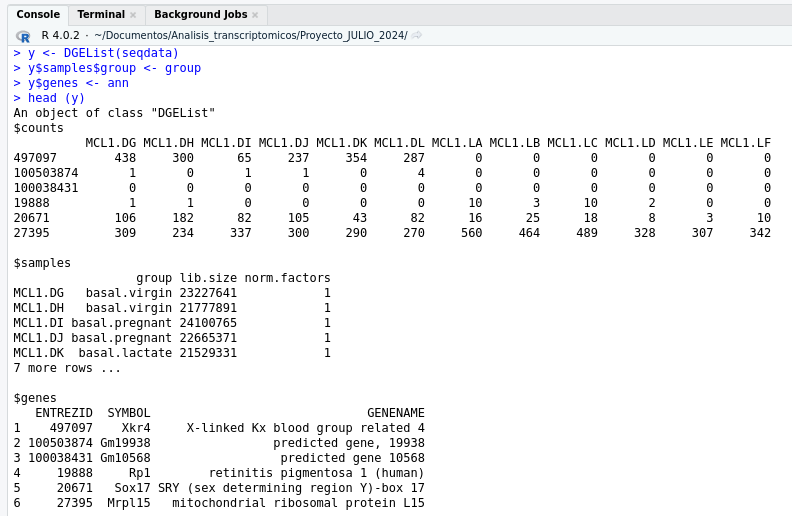 Console Terminal × Background Jobs ×
R R 4.0.2 · ~/Documentos/Analisis_transcriptomicos/Proyecto_JULIO_2024/
> y <- DGEList(seqdata)
> y$samples$group <- group
> y$genes <- ann
> head (y)
An object of class "DGEList"
$counts
          MCL1.DG MCL1.DH MCL1.DI MCL1.DJ MCL1.DK MCL1.DL MCL1.LA MCL1.LB MCL1.LC MCL1.LD MCL1.LE MCL1.LF
497097        438     300      65     237     354     287       0       0       0       0       0       0
100503874       1       0       1       1       0       4       0       0       0       0       0       0
100038431       0       0       0       0       0       0       0       0       0       0       0       0
19888           1       1       0       0       0       0      10       3      10       2       0       0
20671         106     182      82     105      43      82      16      25      18       8       3      10
27395         309     234     337     300     290     270     560     464     489     328     307     342
$samples
                 group lib.size norm.factors
MCL1.DG   basal.virgin 23227641            1
MCL1.DH   basal.virgin 21777891            1
MCL1.DI basal.pregnant 24100765            1
MCL1.DJ basal.pregnant 22665371            1
MCL1.DK  basal.lactate 21529331            1
7 more rows ...
$genes
   ENTREZID  SYMBOL                              GENENAME
1    497097    Xkr4     X-linked Kx blood group related 4
2 100503874 Gm19938                 predicted gene, 19938
3 100038431 Gm10568                  predicted gene 10568
4     19888     Rp1        retinitis pigmentosa 1 (human)
5     20671   Sox17 SRY (sex determining region Y)-box 17
6     27395  Mrpl15   mitochondrial ribosomal protein L15